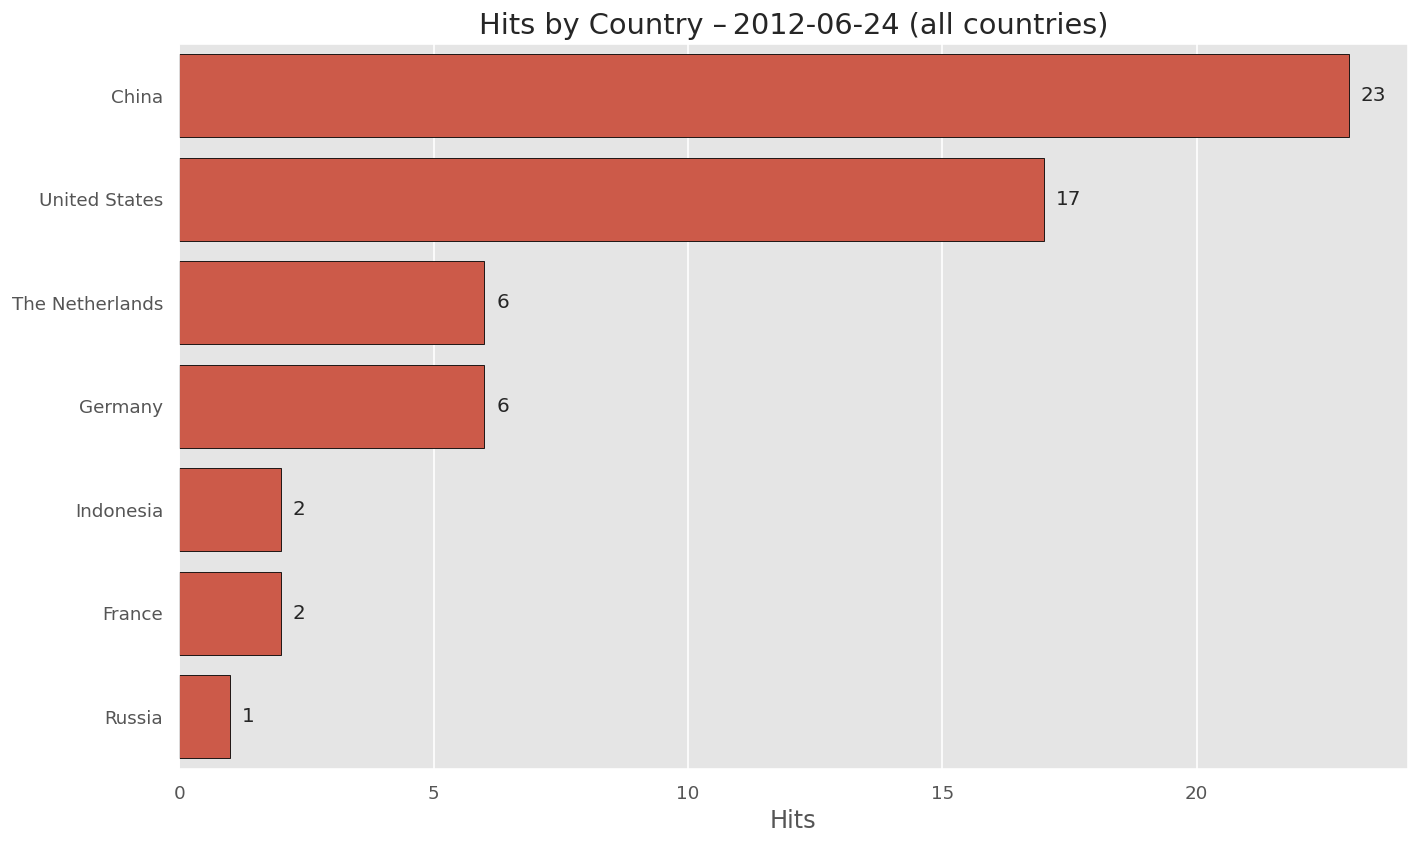 Hits by Country – 2012-06-24 (all countries)
China 23
United States 17
The Netherlands 6
Germany 6
Indonesia 2
France 2
Russia 1
0 5 10 15 20
Hits